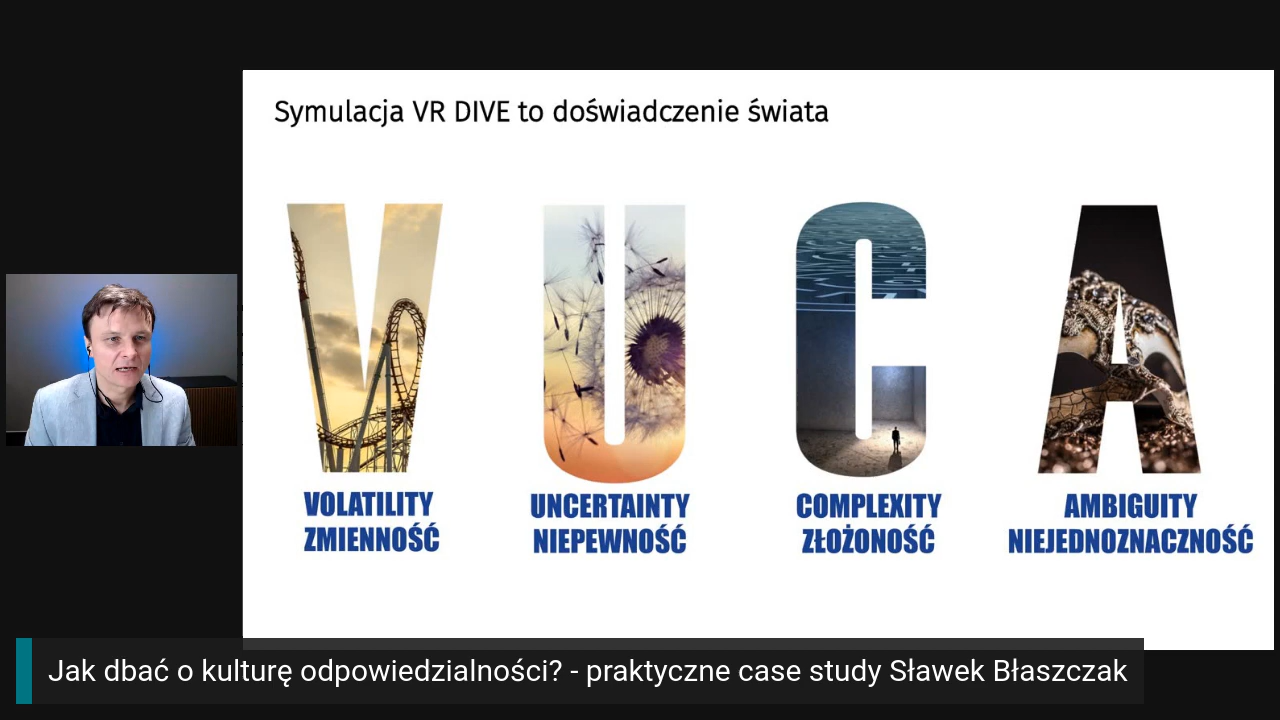 Symulacja VR DIVE to doświadczenie świata
V U C A
VOLATILITY
ZMIENNOŚĆ
UNCERTAINTY
NIEPEWNOŚĆ
COMPLEXITY
ZŁOŻONOŚĆ
AMBIGUITY
NIEJEDNOZNACZNOŚĆ
Jak dbać o kulturę odpowiedzialności? - praktyczne case study Sławek Błaszczak